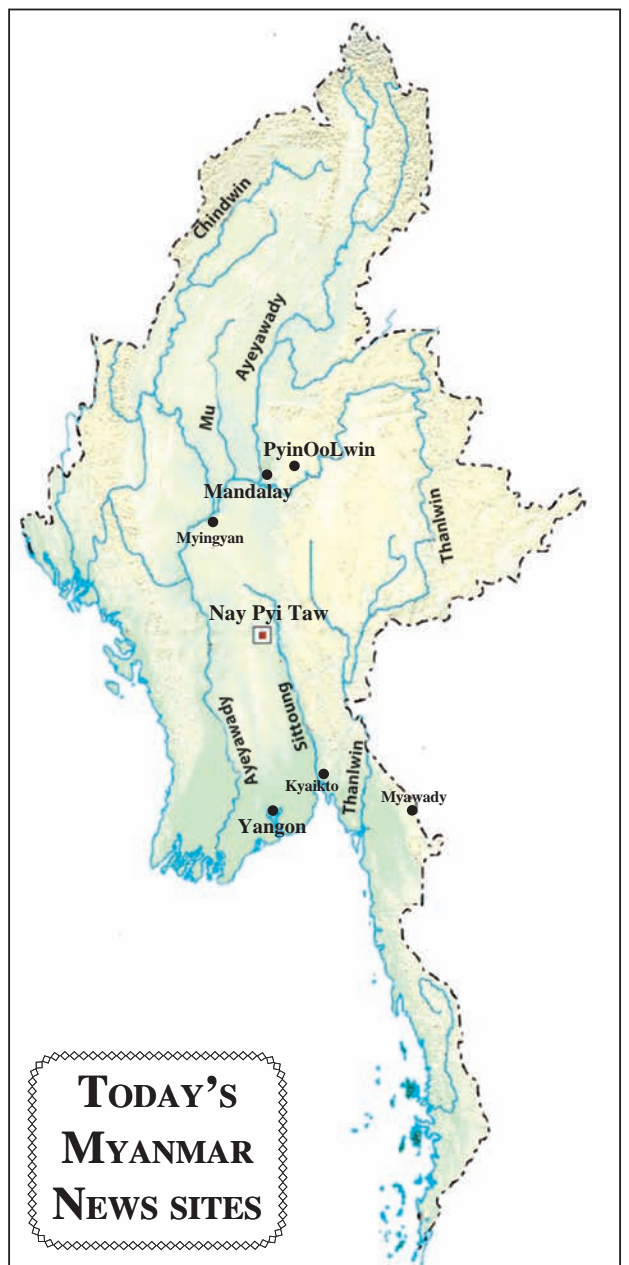 Chindwin
Ayeyawady
Mu
PyinOoLwin
Mandalay
Thanlwin
Myingyan
Nay Pyi Taw
Sittoung
Ayeyawady
Thanlwin
Kyaikto
Myawady
Yangon
TODAY'S
MYANMAR
NEWS SITES